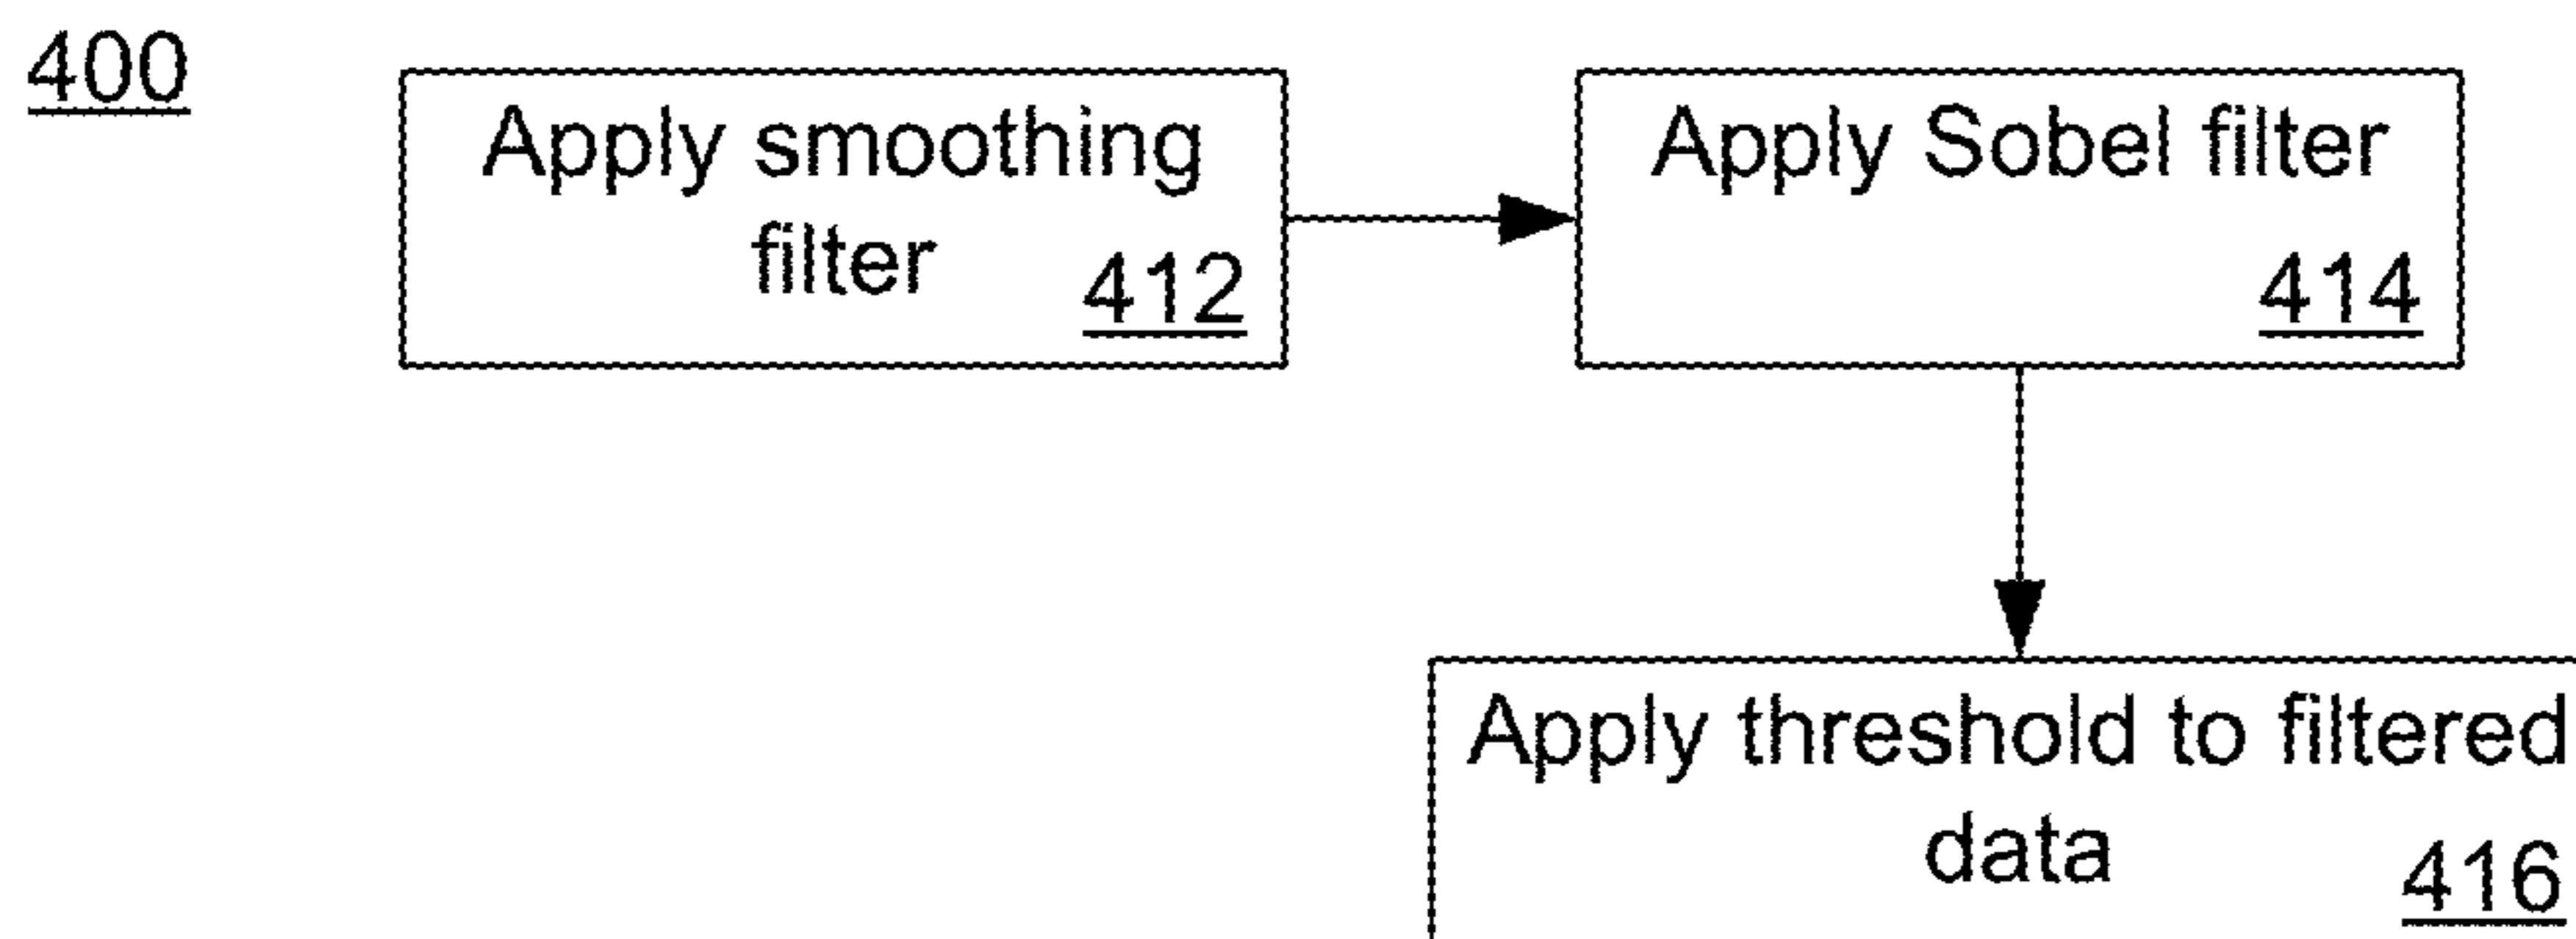 400
Apply smoothing
filter
412
Apply Sobel filter
414
Apply threshold to filtered
data
416